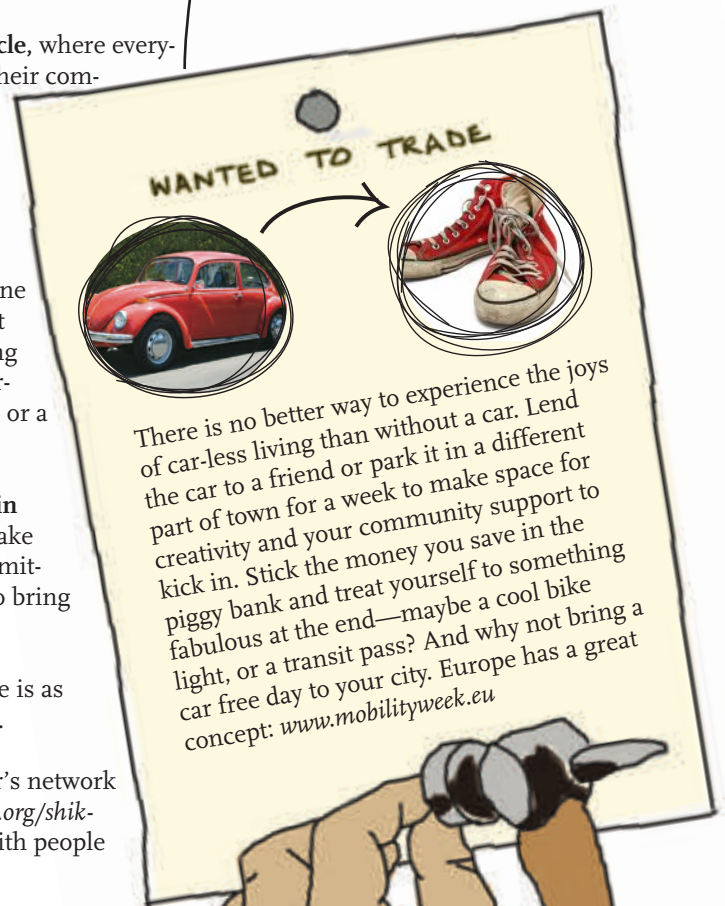 cle, where every-
heir com-
ne
t
ng
r-
or a
in
ake
mit-
o bring
e is as
.
r's network
.org/shik-
ith people
WANTED TO TRADE
There is no better way to experience the joys
of car-less living than without a car. Lend
the car to a friend or park it in a different
part of town for a week to make space for
creativity and your community support to
kick in. Stick the money you save in the
piggy bank and treat yourself to something
fabulous at the end—maybe a cool bike
light, or a transit pass? And why not bring a
car free day to your city. Europe has a great
concept: www.mobilityweek.eu